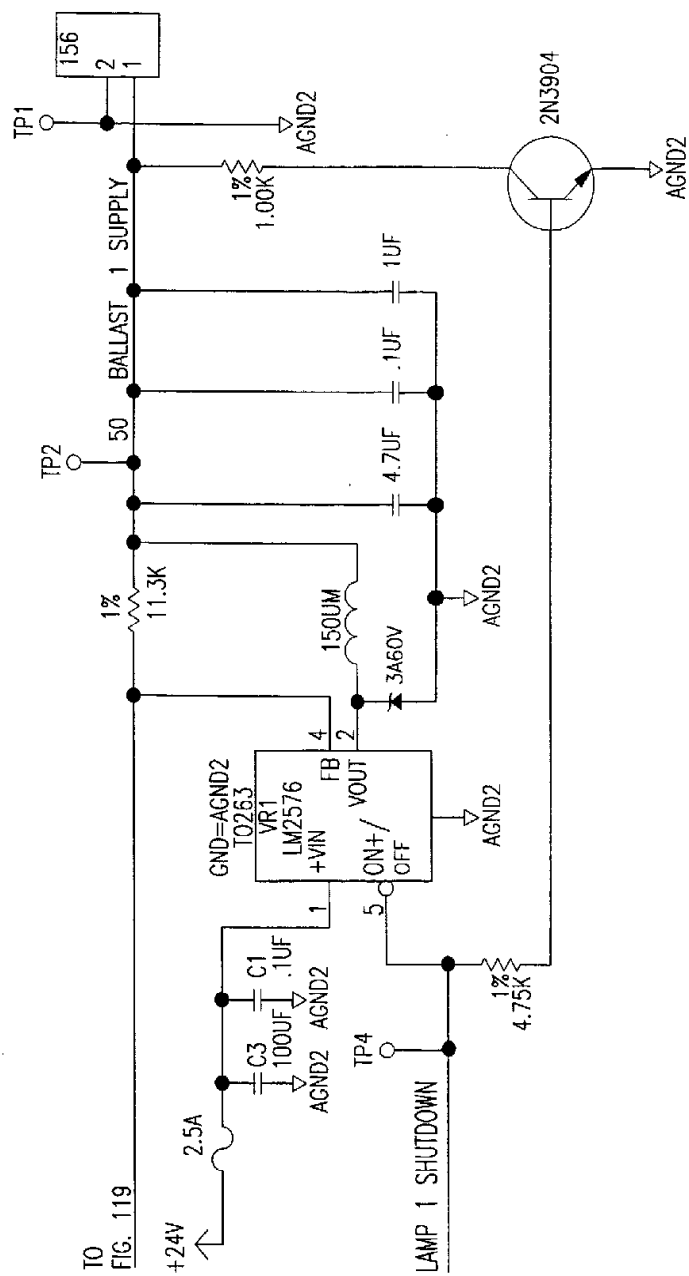 TO
FIG. 119
+24V
2.5A
C3
100UF
AGND2
C1
.1UF
AGND2
GND=AGND2
TO263
VR1
LM2576
+VIN
1
4
FB
2
VOUT
ON+/
OFF
5
AGND2
1%
11.3K
150UM
3A60V
AGND2
TP2
50
BALLAST 1 SUPPLY
4.7UF
.1UF
1UF
1%
1.00K
TP1
AGND2
156
2
1
2N3904
AGND2
LAMP 1 SHUTDOWN
TP4
1%
4.75K